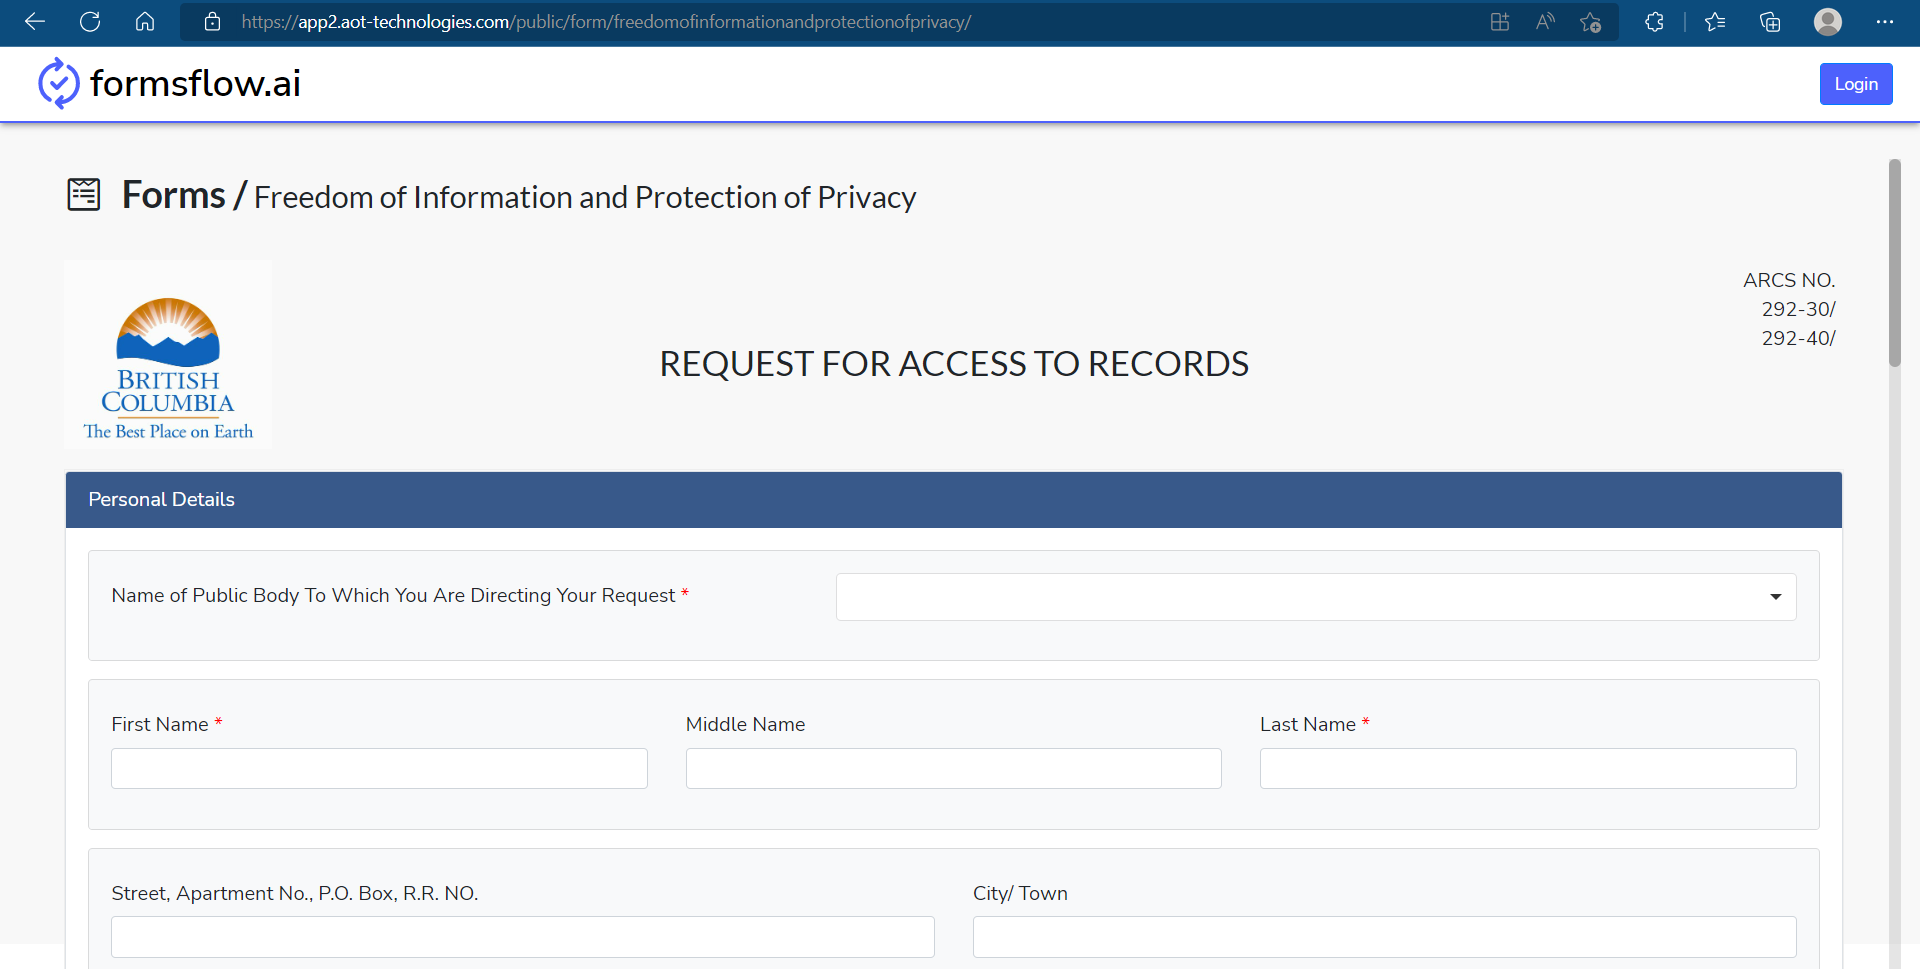 https://app2.aot-technologies.com/public/form/freedomofinformationandprotectionofprivacy/
formsflow.ai
Login
Forms / Freedom of Information and Protection of Privacy
BRITISH
COLUMBIA
The Best Place on Earth
REQUEST FOR ACCESS TO RECORDS
ARCS NO.
292-30/
292-40/
Personal Details
Name of Public Body To Which You Are Directing Your Request *
First Name *
Middle Name
Last Name *
Street, Apartment No., P.O. Box, R.R. NO.
City/ Town